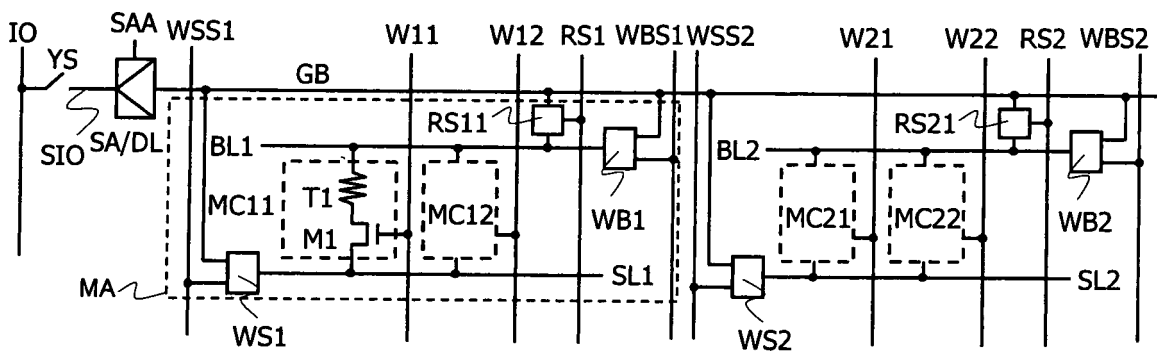 IO
YS
SAA
WSS1
W11
W12
RS1
WBS1
WSS2
W21
W22
RS2
WBS2
GB
SIO
SA/DL
RS11
RS21
BL1
BL2
MC11
T1
M1
MC12
WB1
MC21
MC22
WB2
MA
WS1
SL1
WS2
SL2